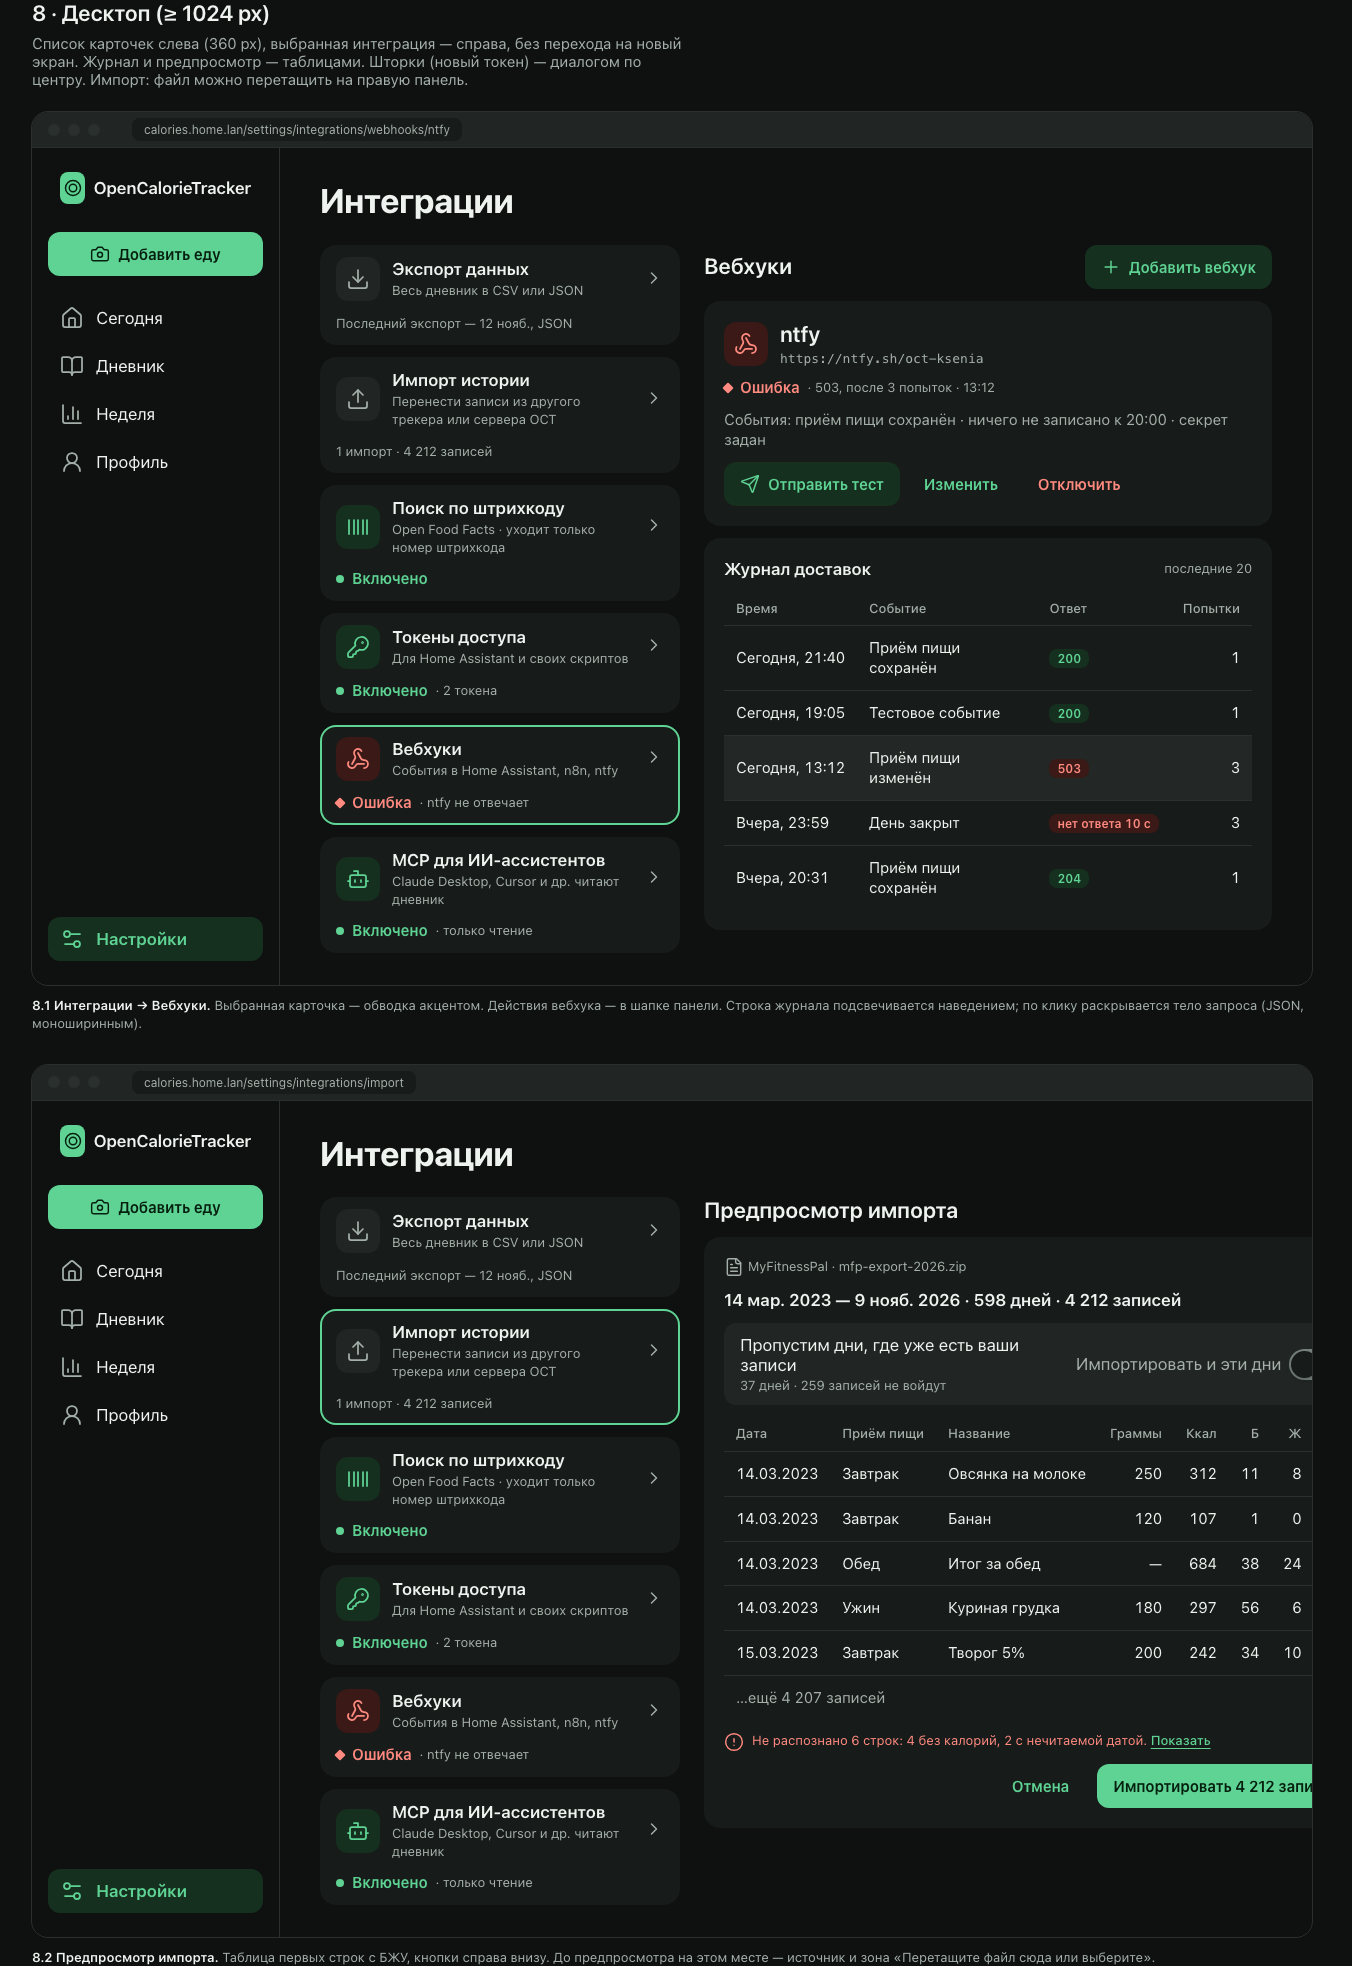 8 · Десктоп (≥ 1024 px)
Список карточек слева (360 px), выбранная интеграция — справа, без перехода на новый
экран. Журнал и предпросмотр — таблицами. Шторки (новый токен) — диалогом по
центру. Импорт: файл можно перетащить на правую панель.
calories.home.lan/settings/integrations/webhooks/ntfy
OpenCalorieTracker
Добавить еду
Сегодня
Дневник
Неделя
Профиль
Настройки
Интеграции
Экспорт данных
Весь дневник в CSV или JSON
Последний экспорт — 12 нояб., JSON
Импорт истории
Перенести записи из другого
трекера или сервера OCT
1 импорт · 4 212 записей
Поиск по штрихкоду
Open Food Facts · уходит только
номер штрихкода
Включено
Токены доступа
Для Home Assistant и своих скриптов
Включено · 2 токена
Вебхуки
События в Home Assistant, n8n, ntfy
Ошибка · ntfy не отвечает
MCP для ИИ-ассистентов
Claude Desktop, Cursor и др. читают
дневник
Включено · только чтение
Вебхуки
Добавить вебхук
ntfy
https://ntfy.sh/oct-ksenia
Ошибка · 503, после 3 попыток · 13:12
События: приём пищи сохранён · ничего не записано к 20:00 · секрет
задан
Отправить тест Изменить Отключить
Журнал доставок последние 20
Время Событие Ответ Попытки
Сегодня, 21:40 Приём пищи
сохранён 200 1
Сегодня, 19:05 Тестовое событие 200 1
Сегодня, 13:12 Приём пищи
изменён 503 3
Вчера, 23:59 День закрыт нет ответа 10 с 3
Вчера, 20:31 Приём пищи
сохранён 204 1
8.1 Интеграции → Вебхуки. Выбранная карточка — обводка акцентом. Действия вебхука — в шапке панели. Строка журнала подсвечивается наведением; по клику раскрывается тело запроса (JSON,
моноширинным).
calories.home.lan/settings/integrations/import
OpenCalorieTracker
Добавить еду
Сегодня
Дневник
Неделя
Профиль
Настройки
Интеграции
Экспорт данных
Весь дневник в CSV или JSON
Последний экспорт — 12 нояб., JSON
Импорт истории
Перенести записи из другого
трекера или сервера OCT
1 импорт · 4 212 записей
Поиск по штрихкоду
Open Food Facts · уходит только
номер штрихкода
Включено
Токены доступа
Для Home Assistant и своих скриптов
Включено · 2 токена
Вебхуки
События в Home Assistant, n8n, ntfy
Ошибка · ntfy не отвечает
MCP для ИИ-ассистентов
Claude Desktop, Cursor и др. читают
дневник
Включено · только чтение
Предпросмотр импорта
MyFitnessPal · mfp-export-2026.zip
14 мар. 2023 — 9 нояб. 2026 · 598 дней · 4 212 записей
Пропустим дни, где уже есть ваши
записи
37 дней · 259 записей не войдут
Импортировать и эти дни
Дата Приём пищи Название Граммы Ккал Б Ж
14.03.2023 Завтрак Овсянка на молоке 250 312 11 8
14.03.2023 Завтрак Банан 120 107 1 0
14.03.2023 Обед Итог за обед — 684 38 24
14.03.2023 Ужин Куриная грудка 180 297 56 6
15.03.2023 Завтрак Творог 5% 200 242 34 10
…ещё 4 207 записей
Не распознано 6 строк: 4 без калорий, 2 с нечитаемой датой. Показать
Отмена Импортировать 4 212 запи
8.2 Предпросмотр импорта. Таблица первых строк с БЖУ, кнопки справа внизу. До предпросмотра на этом месте — источник и зона «Перетащите файл сюда или выберите».